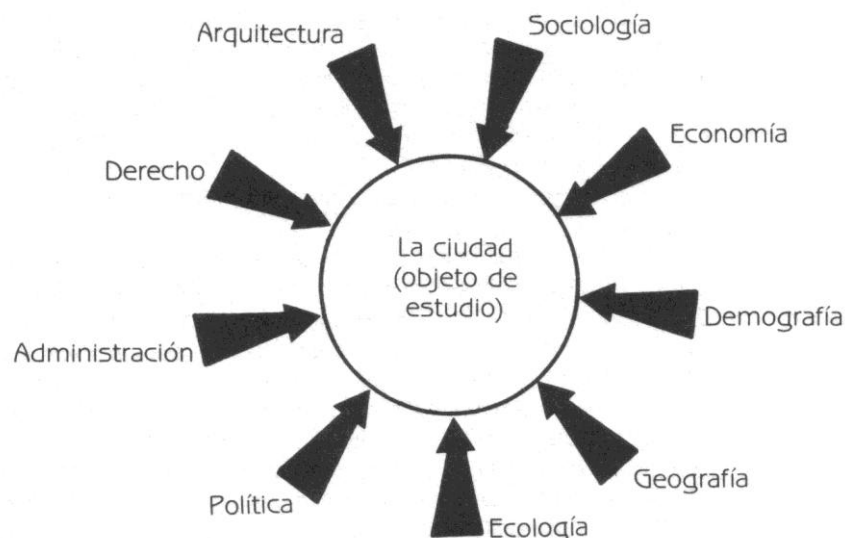 Arquitectura
Sociología
Economía
Derecho
La ciudad
(objeto de
estudio)
Demografía
Administración
Geografía
Política
Ecología